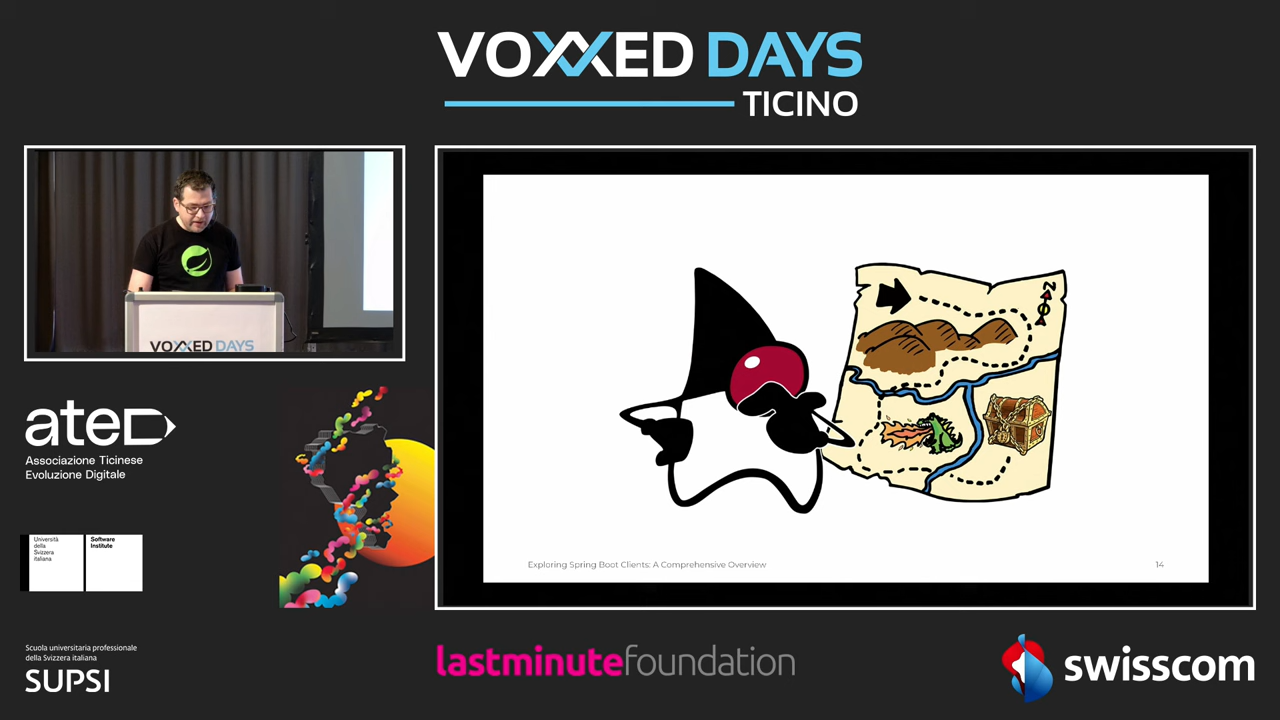 VOXXED DAYS
TICINO
VOXXED DAYS
N
Exploring Spring Boot Clients: A Comprehensive Overview
14
ateD
Associazione Ticinese
Evoluzione Digitale
Università
della
Svizzera
italiana
Software
Institute
Scuola universitaria professionale
della Svizzera italiana
SUPSI
lastminutefoundation
swisscom